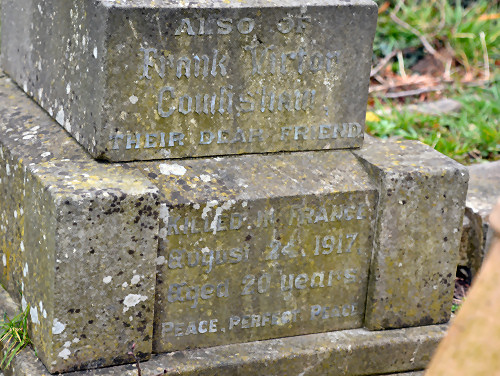 ALSO OF
Frank Victor
THEIR DEAR FRIEND.
KILLED IN FRANCE
August 24, 1917
Aged 20 Years
PEACE, PERFECT PEACE